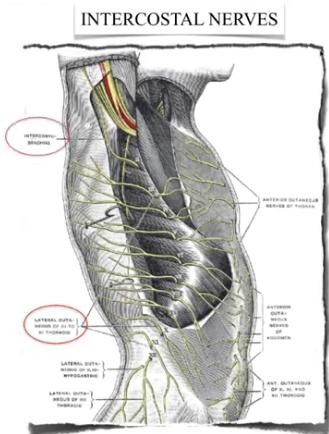 INTERCOSTAL NERVES
INTERCOSTO-
BRACHIAL
ANTERIOR CUTANEOUS
NERVES OF THORAX
LATERAL CUTA-
NEOUS OF III TO
XI THORACIC
ANTERIOR
CUTA-
NEOUS
NERVES
OF
ABDOMEN
LATERAL CUTA-
NEOUS OF ILIO-
HYPOGASTRIC
ANT. CUTANEOUS
OF X, XI, AND
XII THORACIC
LATERAL CUTA-
NEOUS OF XII
THORACIC